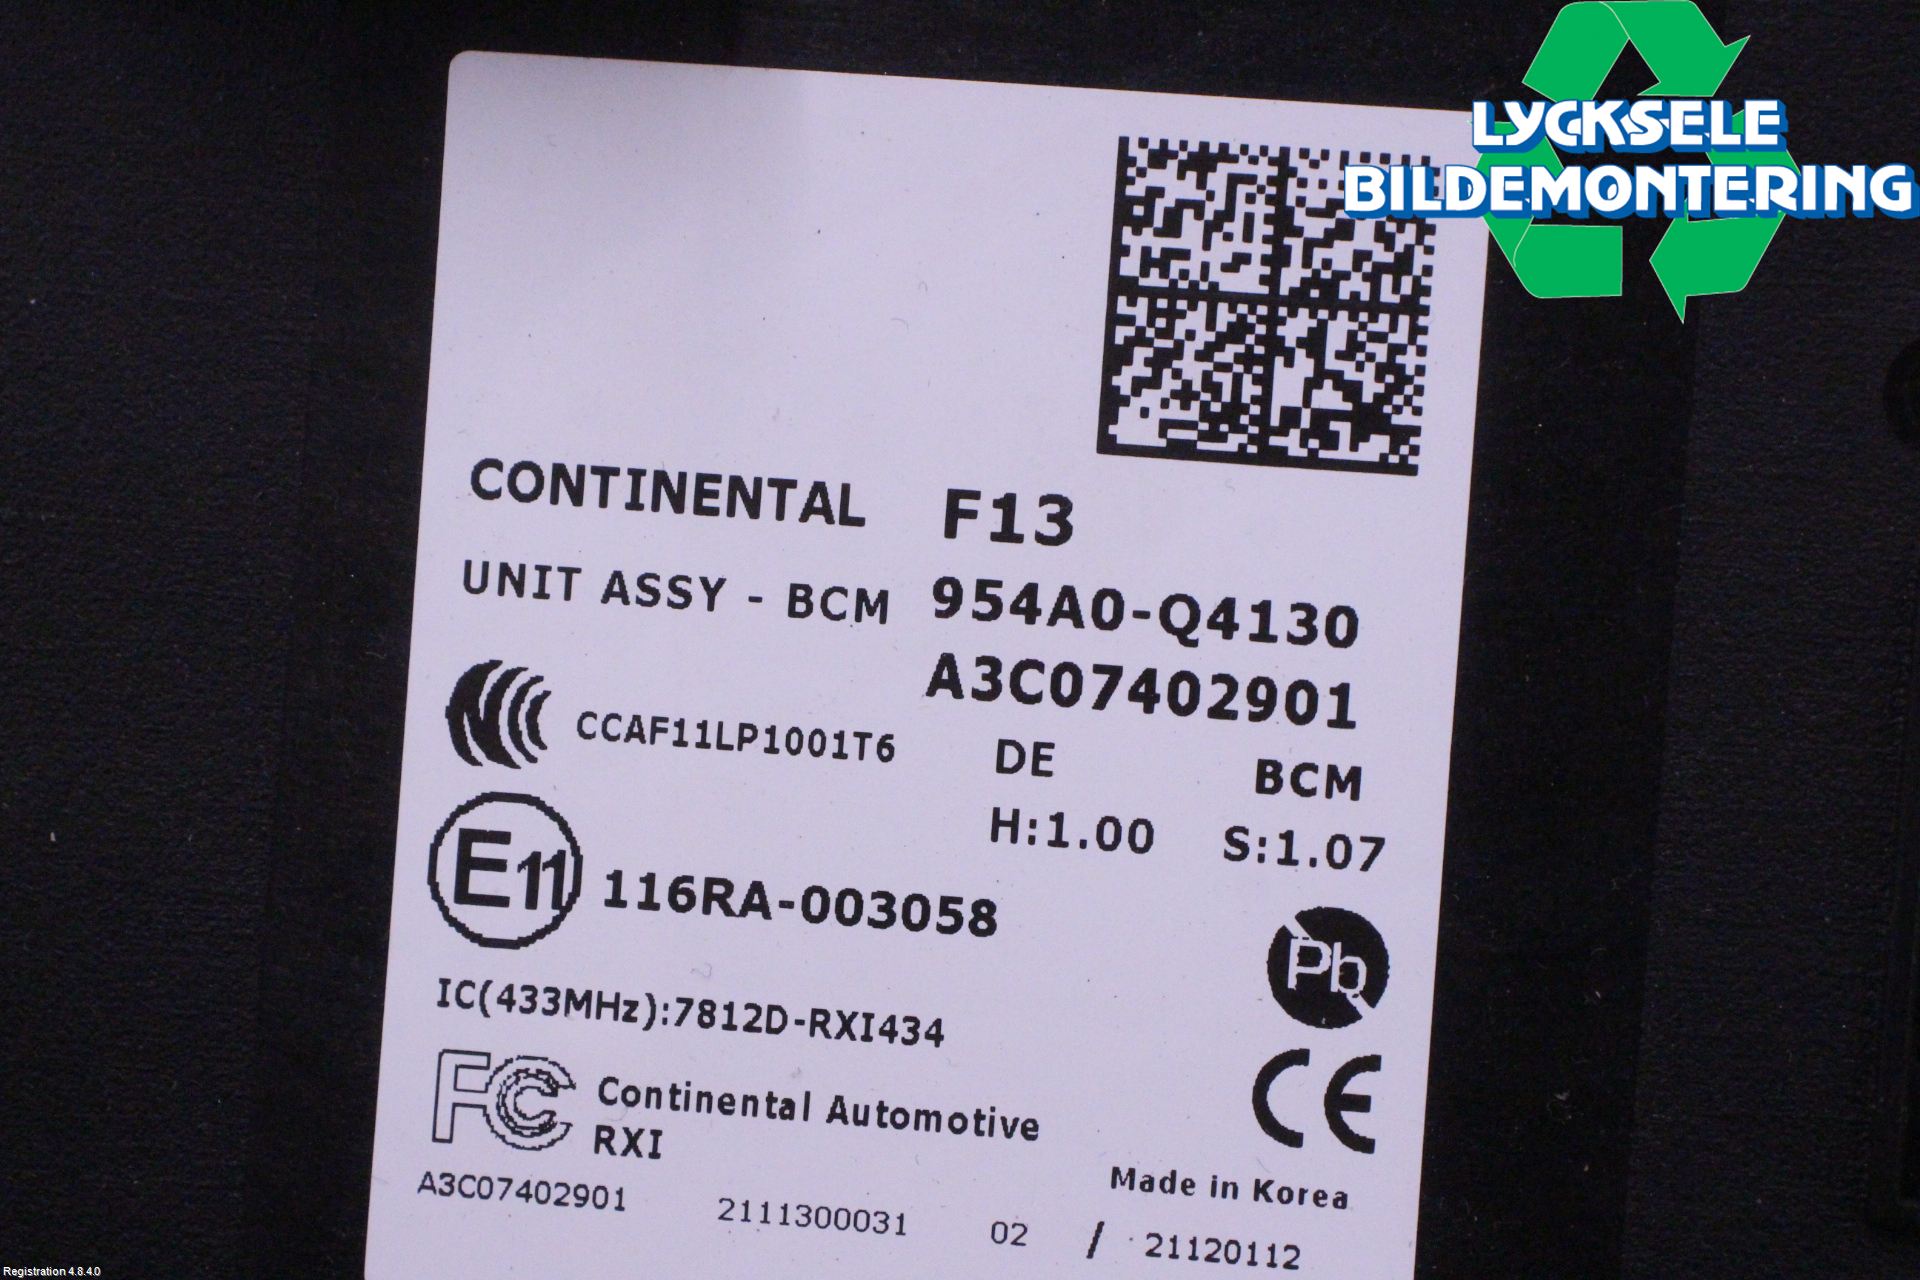 LYCKSELE
BILDEMONTERING
CONTINENTAL F13
UNIT ASSY - BCM 954A0-Q4130
A3C07402901
CCAF11LP1001T6 DE BCM
H:1.00 S:1.07
E11 116RA-003058
Pb
IC(433MHz):7812D-RXI434
FC Continental Automotive
RXI
CE
Made in Korea
A3C07402901 2111300031 02 / 21120112
Registration 4.8.4.0